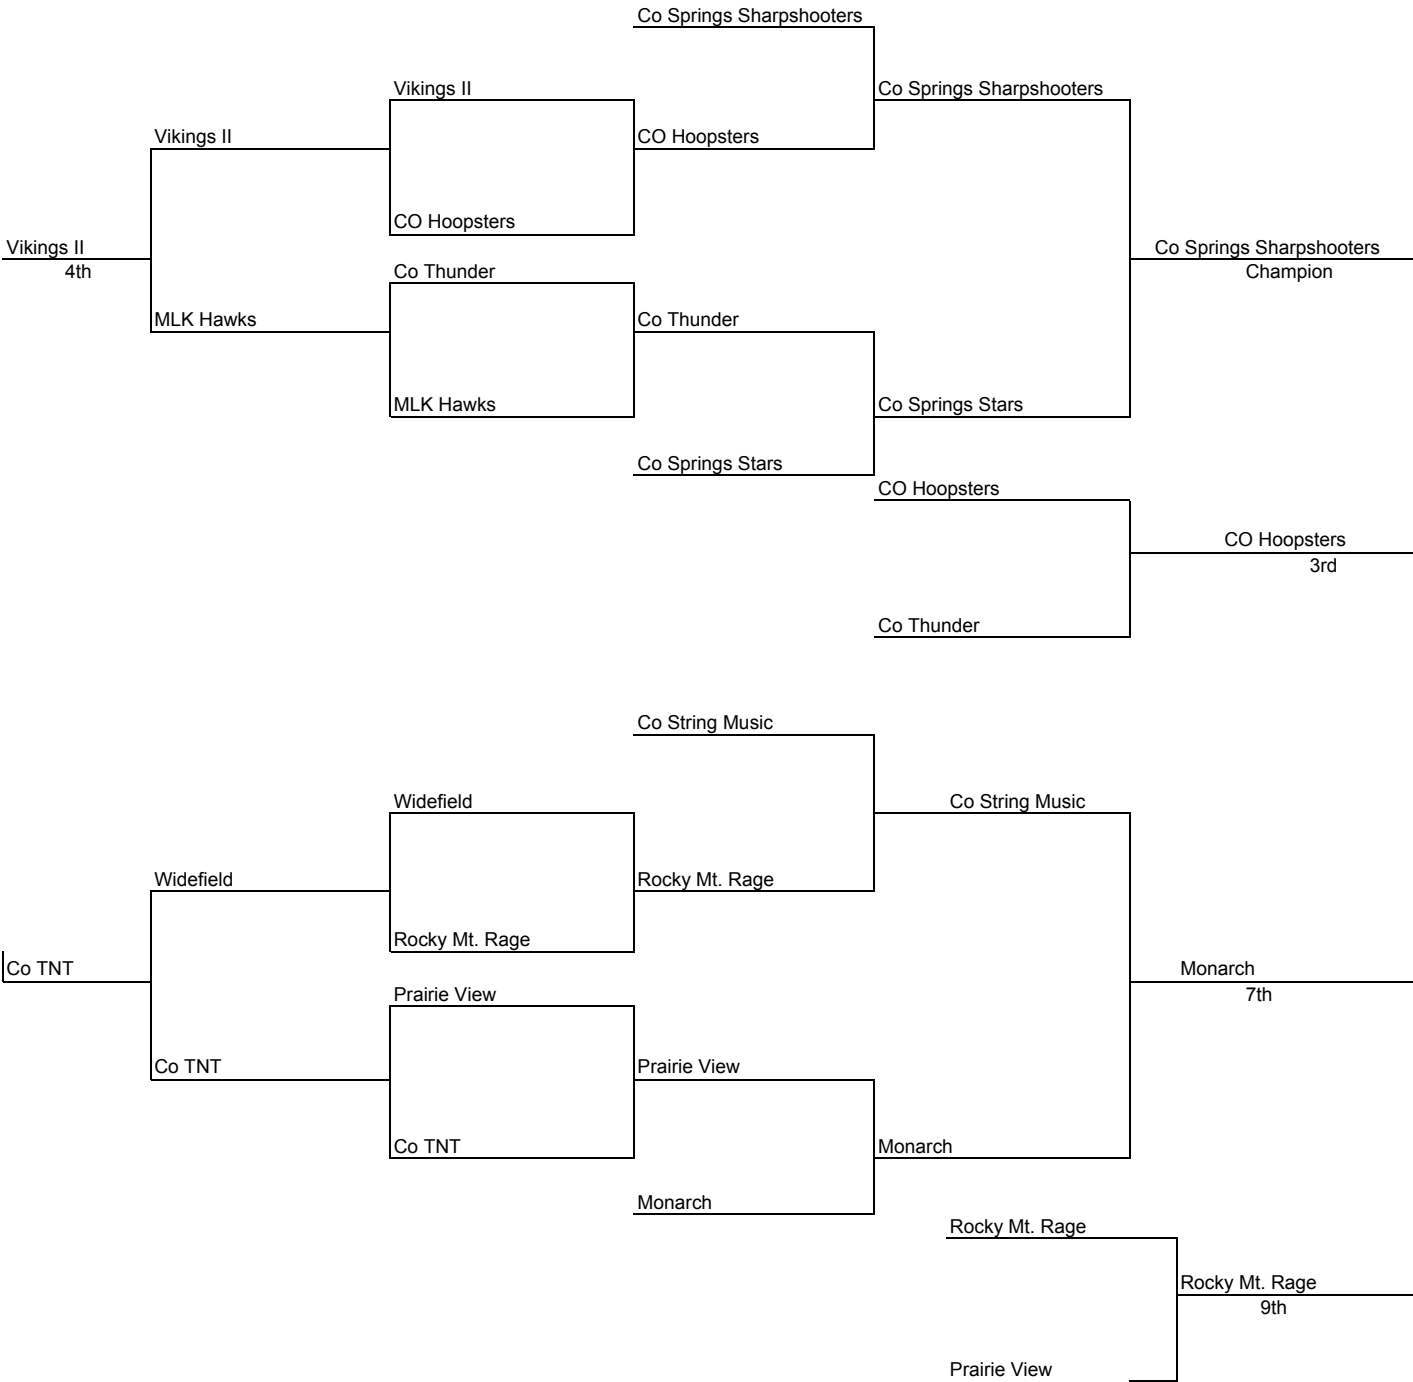 Co Springs Sharpshooters
Vikings II
Co Springs Sharpshooters
Vikings II
CO Hoopsters
CO Hoopsters
Vikings II
Co Springs Sharpshooters
4th
Co Thunder
Champion
MLK Hawks
Co Thunder
MLK Hawks
Co Springs Stars
Co Springs Stars
CO Hoopsters
CO Hoopsters
3rd
Co Thunder
Co String Music
Widefield
Co String Music
Widefield
Rocky Mt. Rage
Rocky Mt. Rage
Co TNT
Monarch
Prairie View
7th
Co TNT
Prairie View
Co TNT
Monarch
Monarch
Rocky Mt. Rage
Rocky Mt. Rage
9th
Prairie View